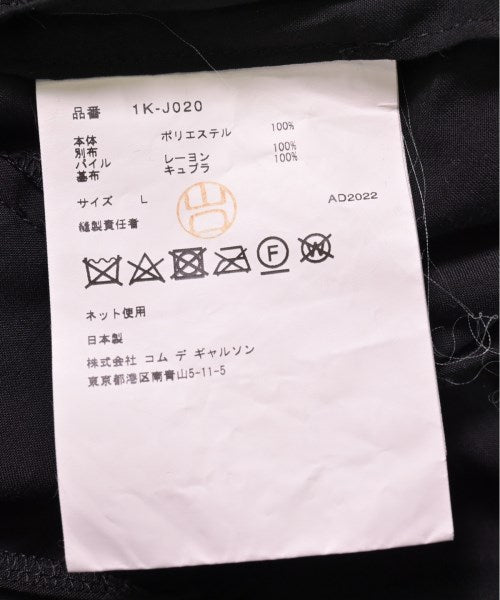 品番 1K-J020
本体 ポリエステル 100%
別布
パイル レーヨン 100%
基布 キュプラ 100%
サイズ L AD2022
縫製責任者
F W
ネット使用
日本製
株式会社 コム デ ギャルソン
東京都港区南青山5-11-5